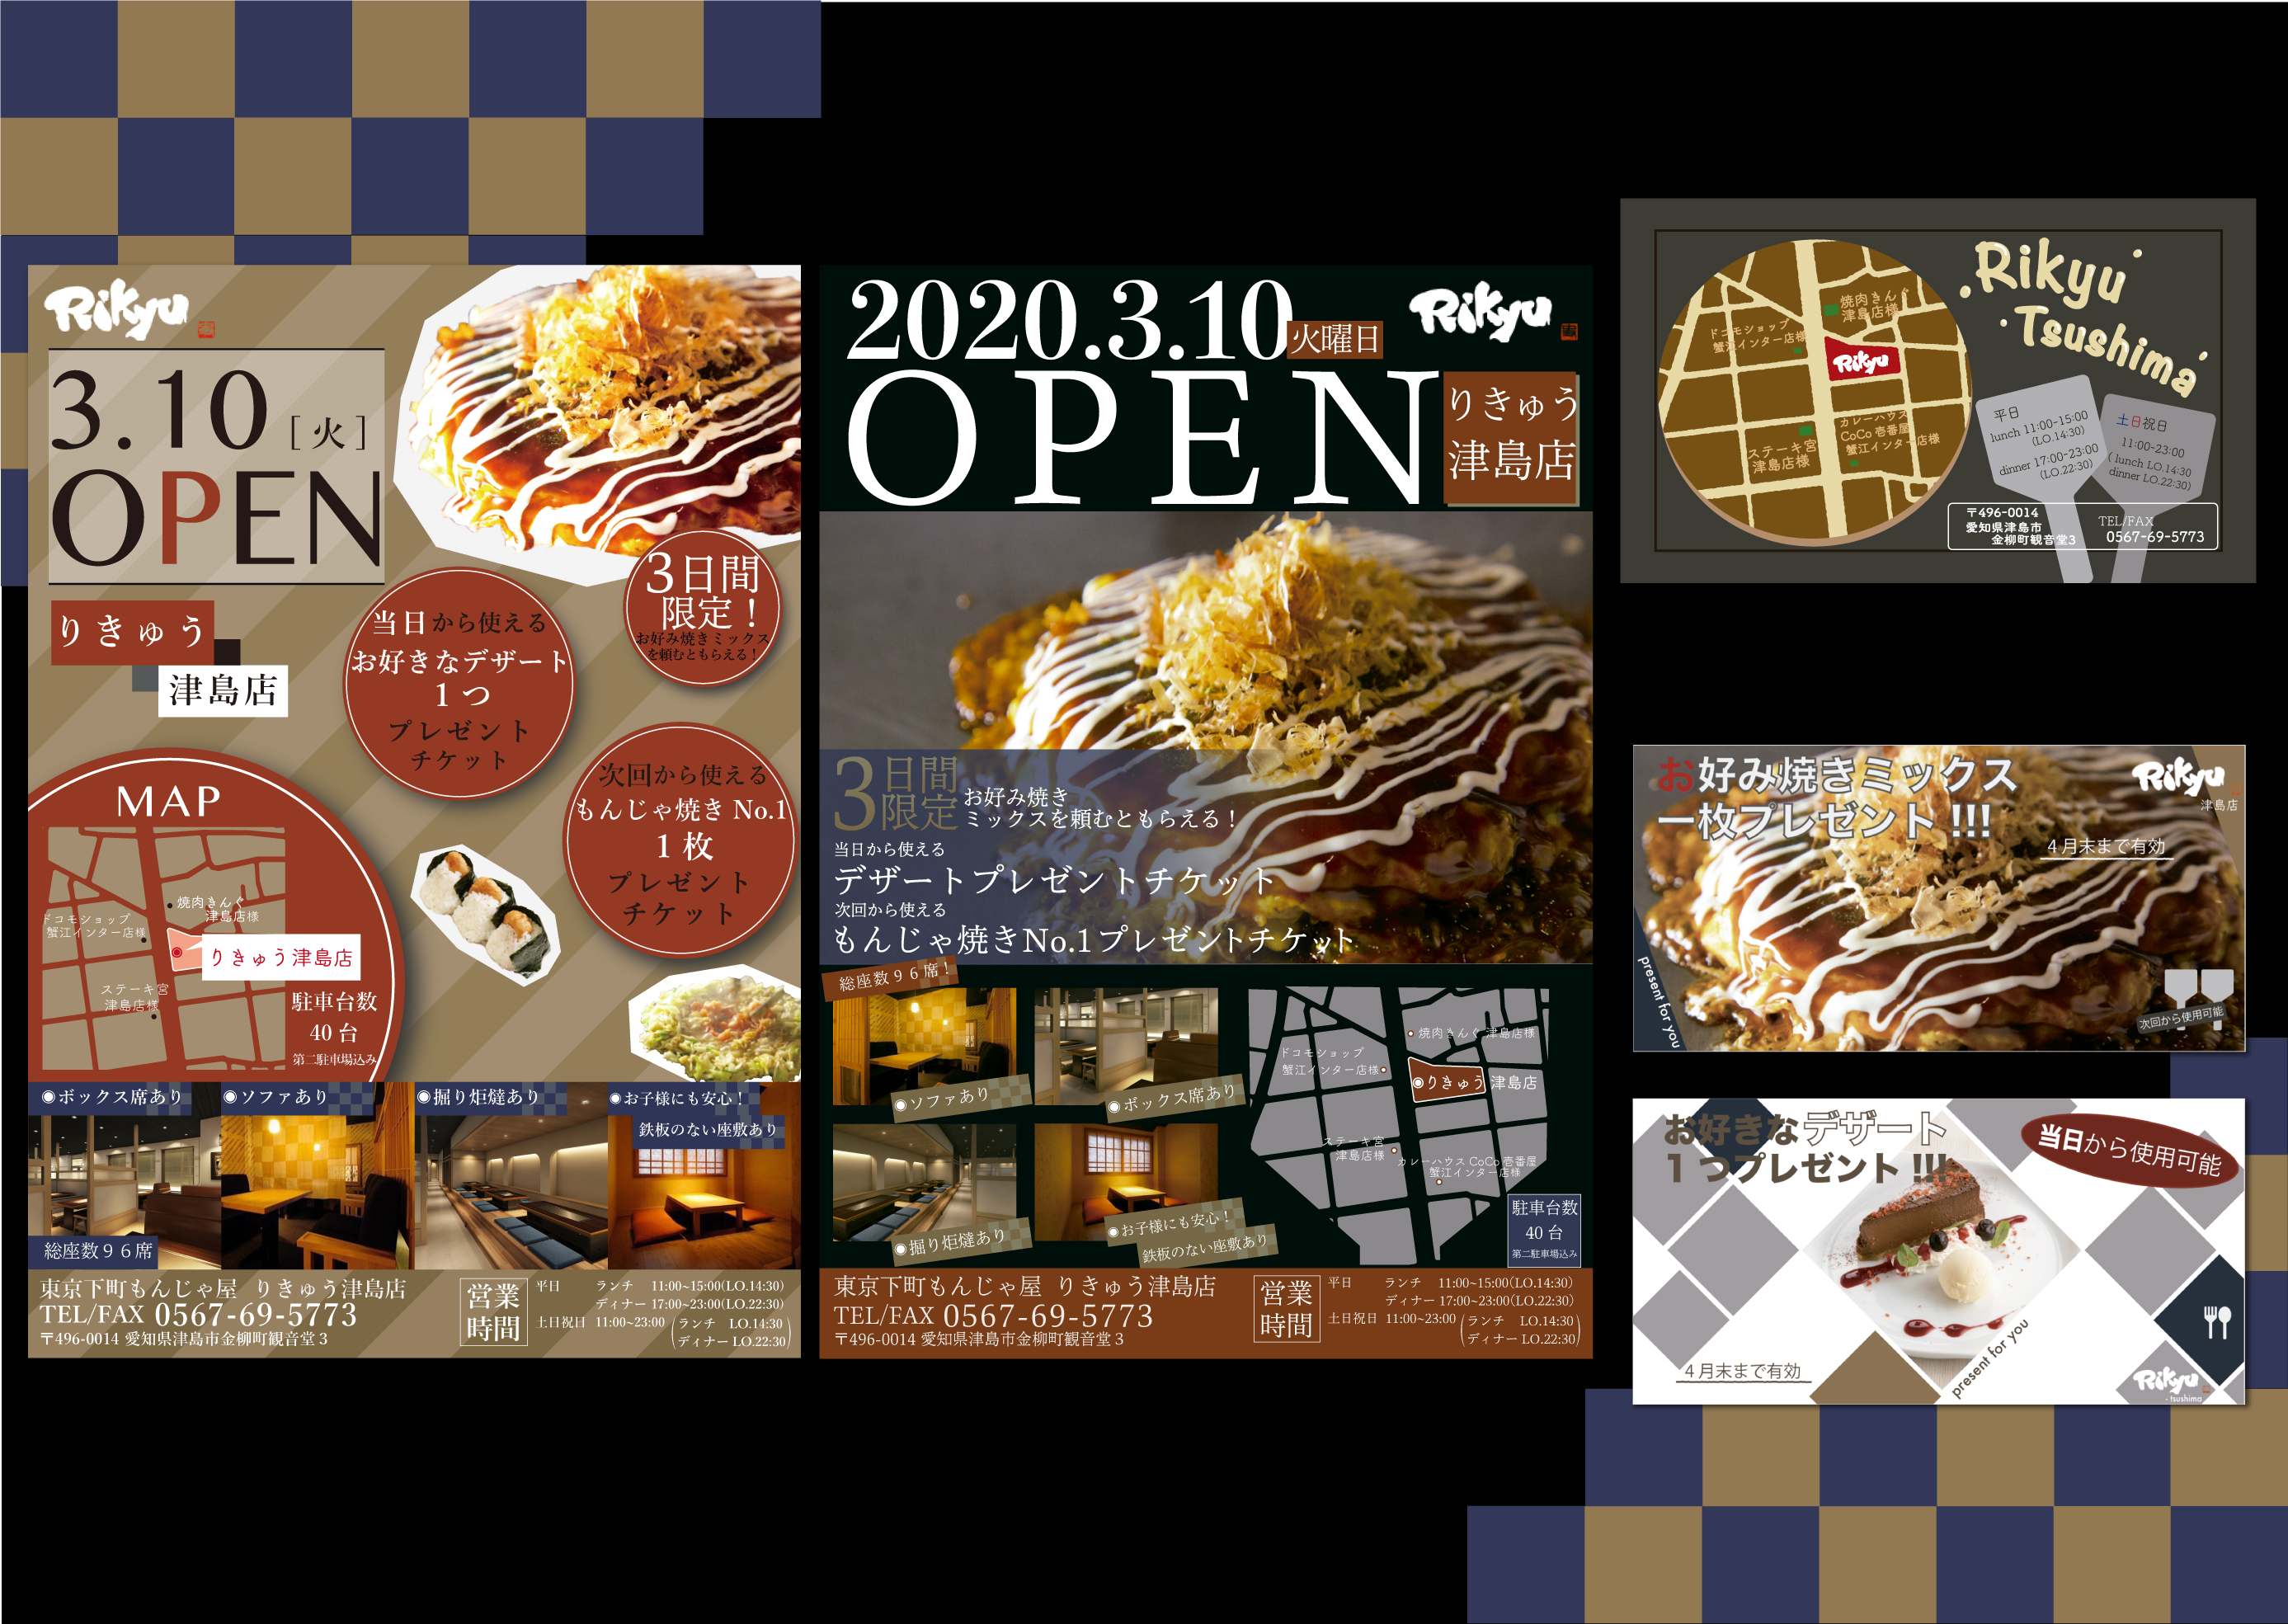 Rikyu
3.10 [火]
OPEN
りきゅう
津島店
3日間
限定！
お好み焼きミックス
を頼むともらえる！
当日から使える
お好きなデザート
1つ
プレゼント
チケット
次回から使える
もんじゃ焼き No.1
1 枚
プレゼント
チケット
MAP
焼肉きんぐ
津島店様
ドコモショップ
蟹江インター店様
りきゅう津島店
ステーキ宮
津島店様
駐車台数
40 台
第二駐車場込み
◉ボックス席あり
◉ソファあり
◉掘り炬燵あり
◉お子様にも安心！
鉄板のない座敷あり
総座数９６席
東京下町もんじゃ屋 りきゅう津島店
TEL/FAX 0567-69-5773
〒496-0014 愛知県津島市金柳町観音堂３
営業
時間
平日 ランチ 11:00~15:00(LO.14:30)
ディナー 17:00~23:00(LO.22:30)
土日祝日 11:00~23:00 (ランチ LO.14:30
ディナー LO.22:30)
2020.3.10 火曜日
Rikyu
OPEN
りきゅう
津島店
3日間
限定
お好み焼き
ミックスを頼むともらえる！
当日から使える
デザートプレゼントチケット
次回から使える
もんじゃ焼きNo.1プレゼントチケット
総座数９６席！
◉ソファあり
◉ボックス席あり
◉掘り炬燵あり
◉お子様にも安心！
鉄板のない座敷あり
焼肉きんぐ 津島店様
ドコモショップ
蟹江インター店様
◉りきゅう 津島店
ステーキ宮
津島店様
カレーハウス CoCo 壱番屋
蟹江インター店様
駐車台数
40 台
第二駐車場込み
東京下町もんじゃ屋 りきゅう津島店
TEL/FAX 0567-69-5773
〒496-0014 愛知県津島市金柳町観音堂３
営業
時間
平日 ランチ 11:00~15:00(LO.14:30)
ディナー 17:00~23:00(LO.22:30)
土日祝日 11:00~23:00 (ランチ LO.14:30
ディナー LO.22:30)
Rikyu
Tsushima
焼肉きんぐ
津島店様
ドコモショップ
蟹江インター店様
Rikyu
カレーハウス
CoCo 壱番屋
蟹江インター店様
ステーキ宮
津島店様
平日
lunch 11:00-15:00
(LO.14:30)
dinner 17:00-23:00
(LO.22:30)
土日祝日
11:00-23:00
( lunch LO.14:30
dinner LO.22:30)
〒496-0014
愛知県津島市
金柳町観音堂3
TEL/FAX
0567-69-5773
お好み焼きミックス
一枚プレゼント !!!
Rikyu
津島店
４月末まで有効
present for you
次回から使用可能
お好きなデザート
１つプレゼント !!!
当日から使用可能
４月末まで有効
present for you
Rikyu
- tsushima